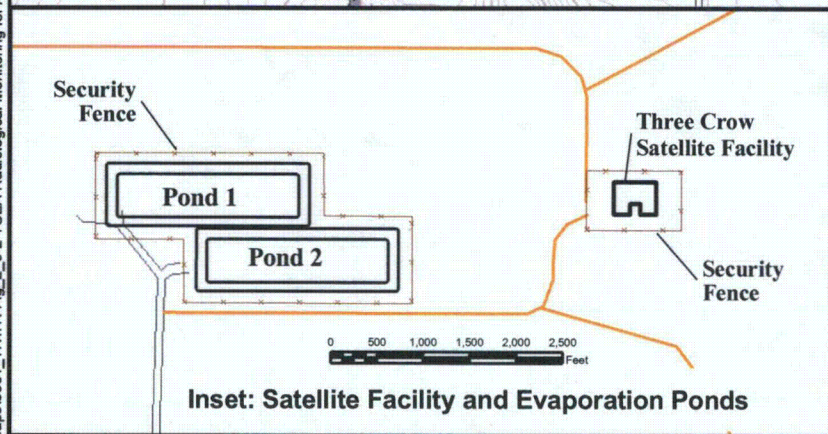 Security
Fence
Three Crow
Satellite Facility
Pond 1
Pond 2
Security
Fence
0 500 1,000 1,500 2,000 2,500
Feet
Inset: Satellite Facility and Evaporation Ponds